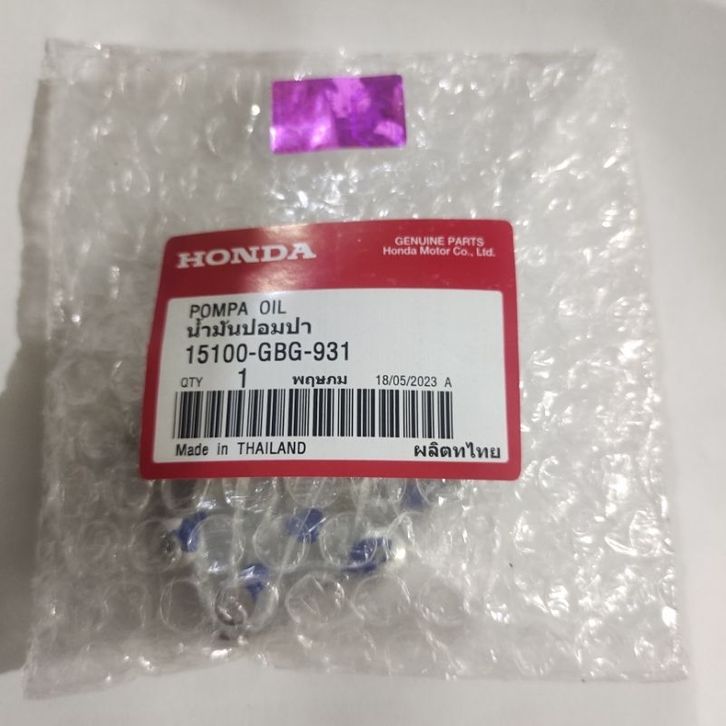 HONDA
GENUINE PARTS
Honda Motor Co., Ltd.
POMPA OIL
น้ำมันปอมปา
15100-GBG-931
QTY 1 พฤษภม 18/05/2023 A
Made in THAILAND ผลิตทไทย